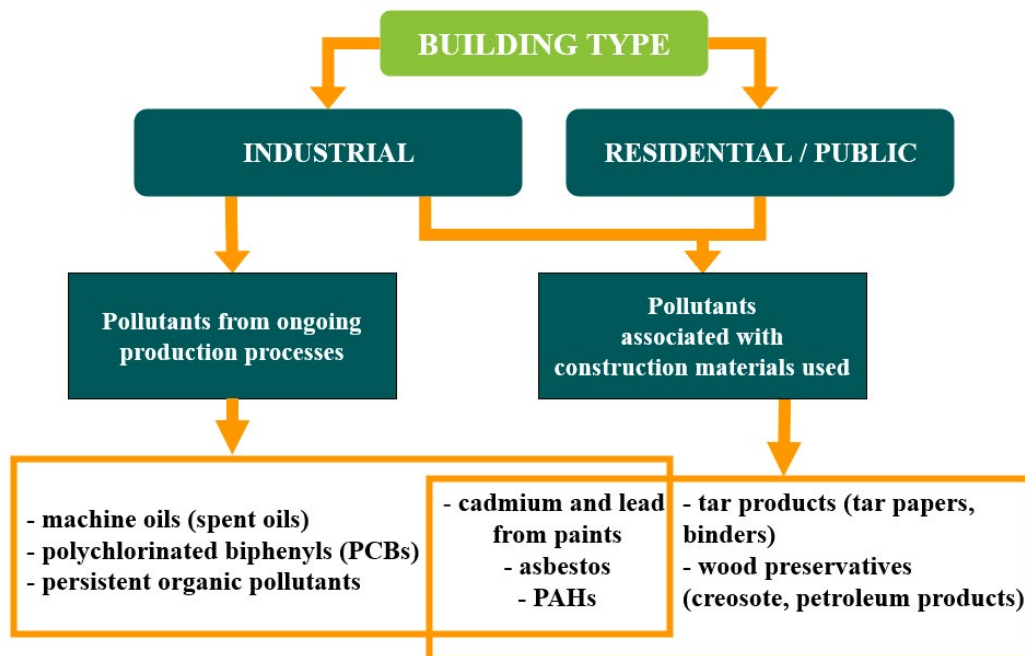 BUILDING TYPE
INDUSTRIAL
RESIDENTIAL / PUBLIC
Pollutants from ongoing
production processes
Pollutants
associated with
construction materials used
- machine oils (spent oils)
- polychlorinated biphenyls (PCBs)
- persistent organic pollutants
- cadmium and lead
from paints
- asbestos
- PAHs
- tar products (tar papers,
binders)
- wood preservatives
(creosote, petroleum products)